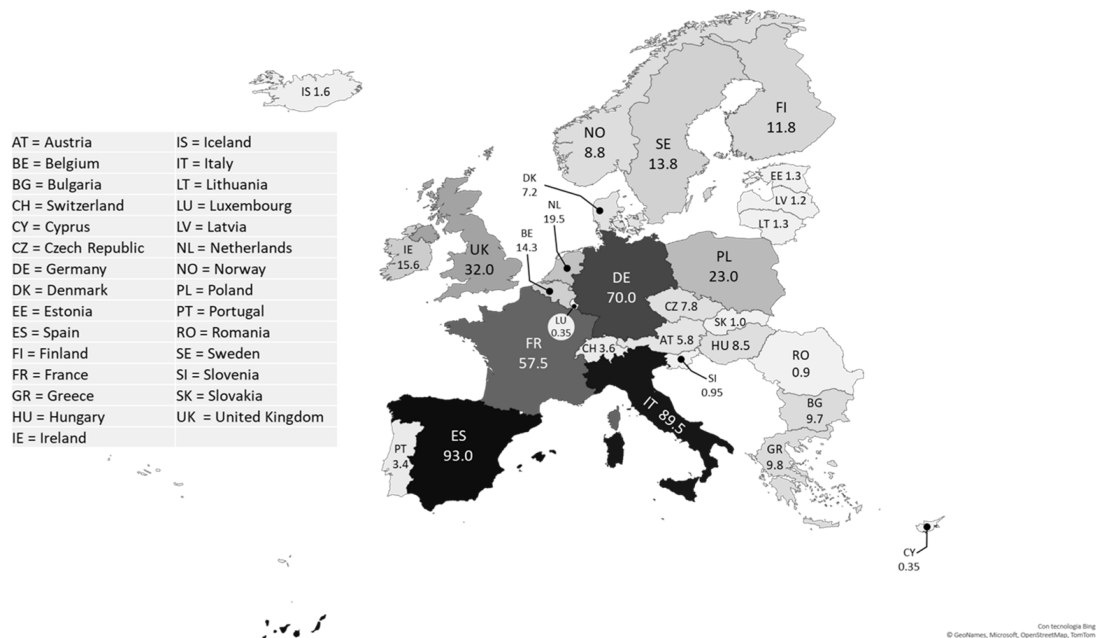 IS 1.6
AT = Austria IS = Iceland
BE = Belgium IT = Italy
BG = Bulgaria LT = Lithuania
CH = Switzerland LU = Luxembourg
CY = Cyprus LV = Latvia
CZ = Czech Republic NL = Netherlands
DE = Germany NO = Norway
DK = Denmark PL = Poland
EE = Estonia PT = Portugal
ES = Spain RO = Romania
FI = Finland SE = Sweden
FR = France SI = Slovenia
GR = Greece SK = Slovakia
HU = Hungary UK = United Kingdom
IE = Ireland
FI
11.8
NO
8.8
SE
13.8
EE 1.3
LV 1.2
LT 1.3
DK
7.2
NL
19.5
BE
14.3
IE
15.6
UK
32.0
DE
70.0
PL
23.0
CZ 7.8
SK 1.0
LU
0.35
FR
57.5
CH 3.6
AT 5.8
HU 8.5
RO
0.9
SI
0.95
BG
9.7
IT 89.5
ES
93.0
PT
3.4
GR
9.8
CY
0.35
Con tecnologia Bing
© GeoNames, Microsoft, OpenStreetMap, TomTom